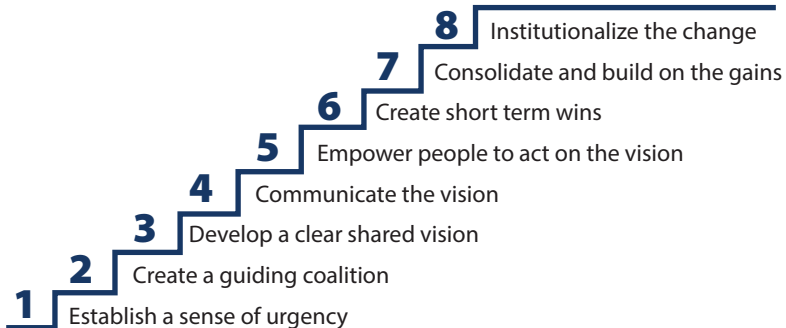 8 Institutionalize the change
7 Consolidate and build on the gains
6 Create short term wins
5 Empower people to act on the vision
4 Communicate the vision
3 Develop a clear shared vision
2 Create a guiding coalition
1 Establish a sense of urgency